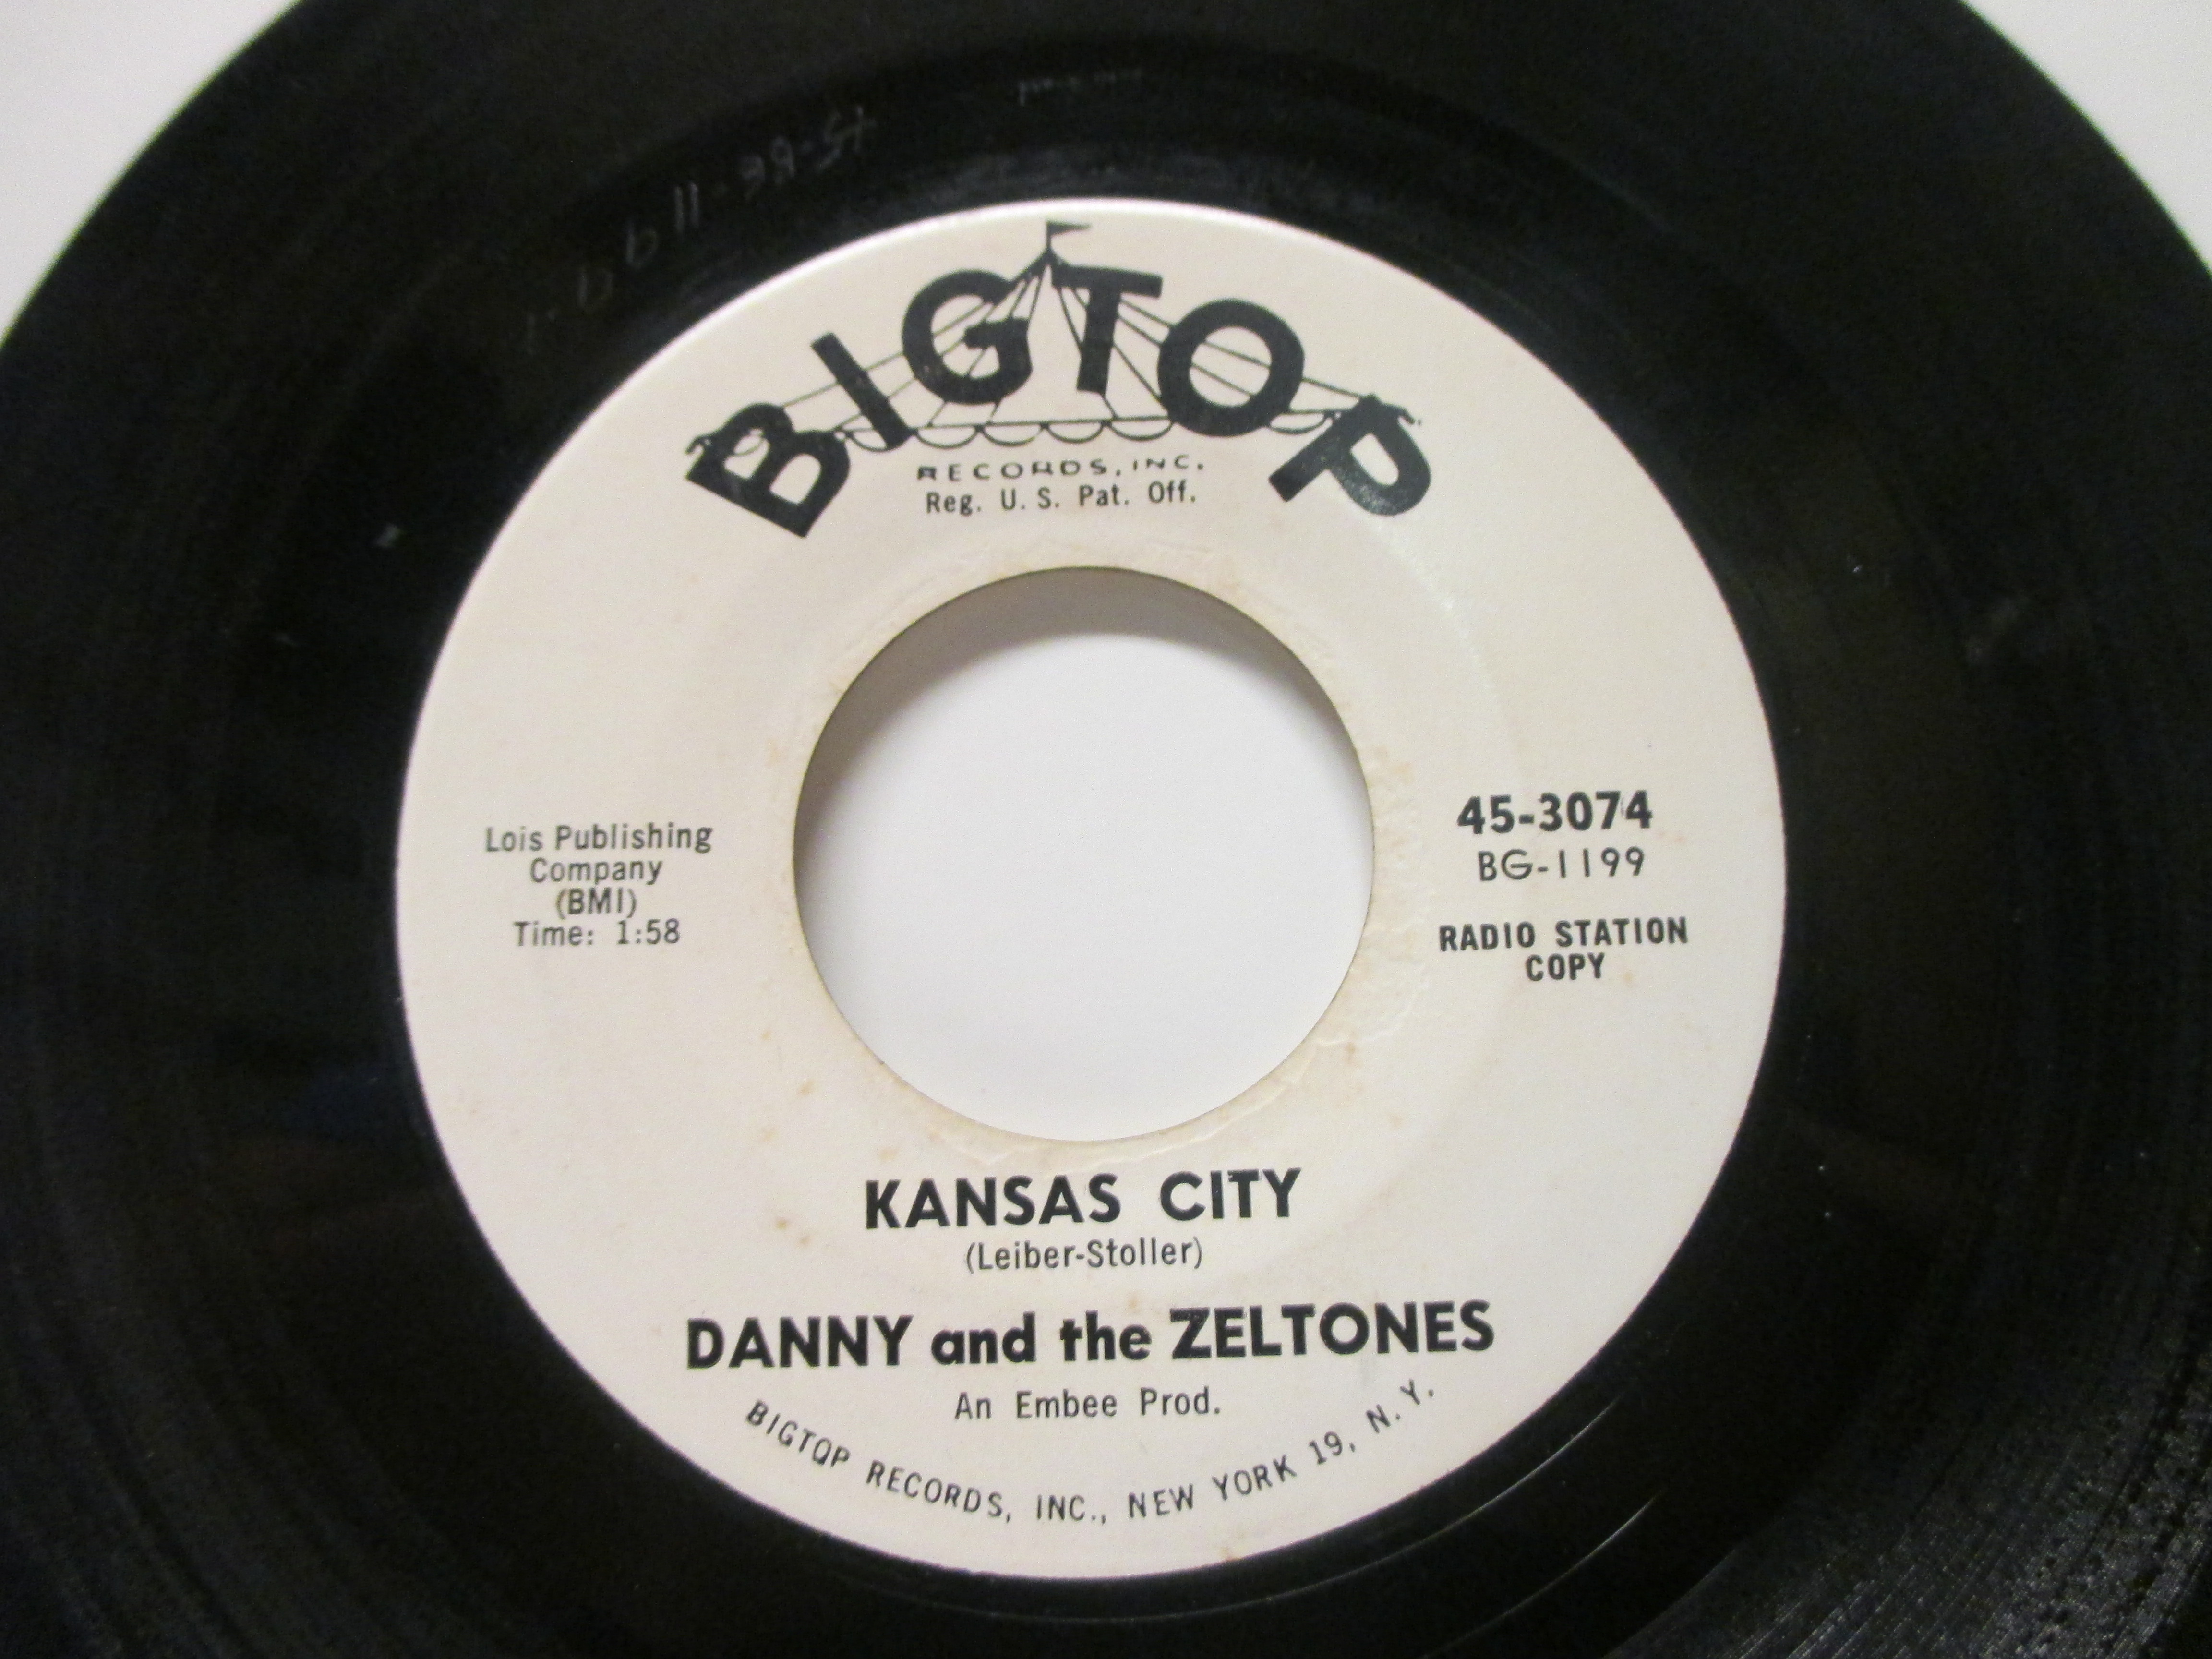 BIGTOP
RECORDS, INC.
Reg. U. S. Pat. Off.
Lois Publishing
Company
(BMI)
Time: 1:58
45-3074
BG-1199
RADIO STATION
COPY
KANSAS CITY
(Leiber-Stoller)
DANNY and the ZELTONES
An Embee Prod.
BIGTOP RECORDS, INC., NEW YORK 19, N. Y.